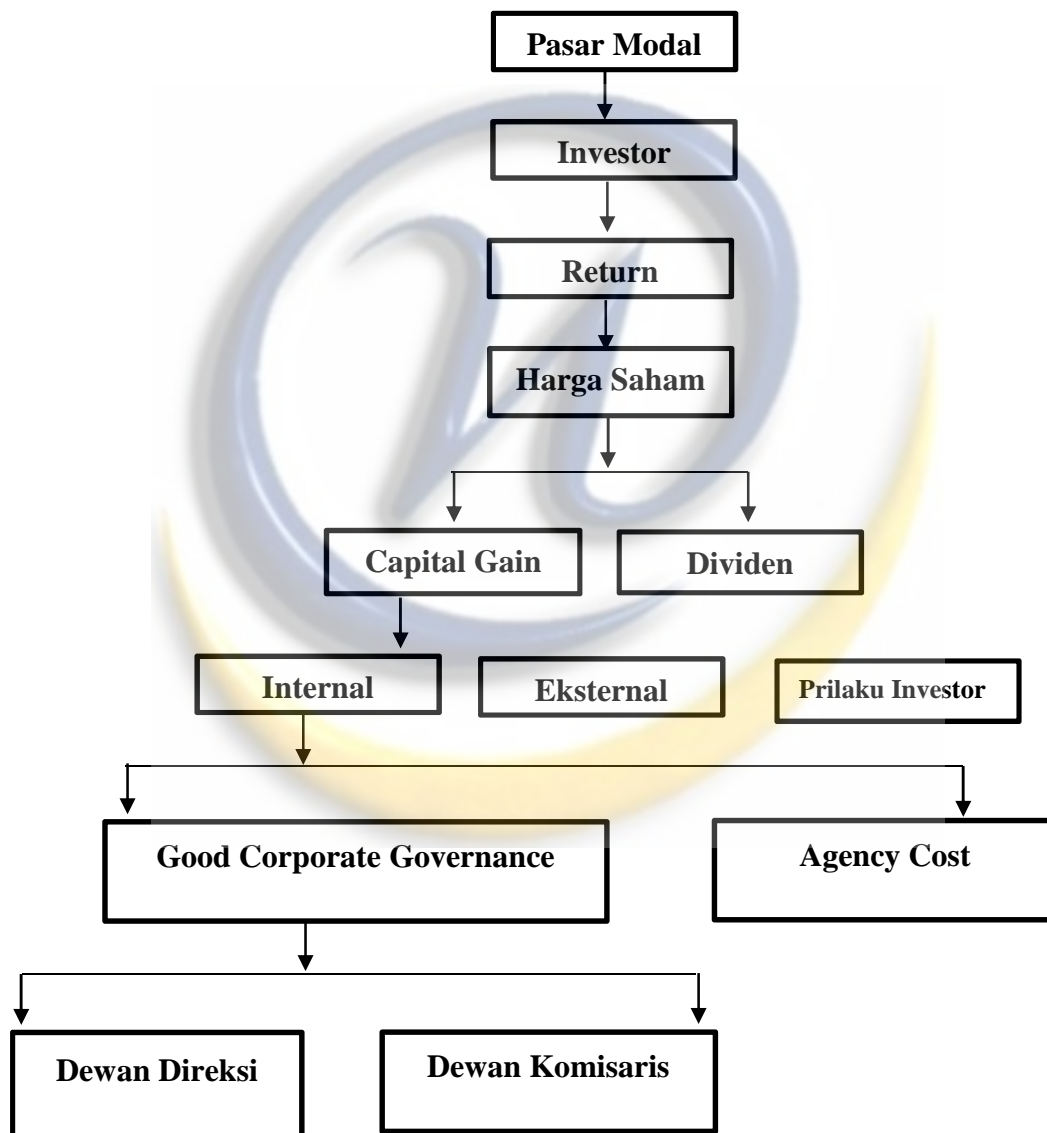 Pasar Modal
Investor
Return
Harga Saham
Capital Gain
Dividen
Internal
Eksternal
Prilaku Investor
Good Corporate Governance
Agency Cost
Dewan Direksi
Dewan Komisaris